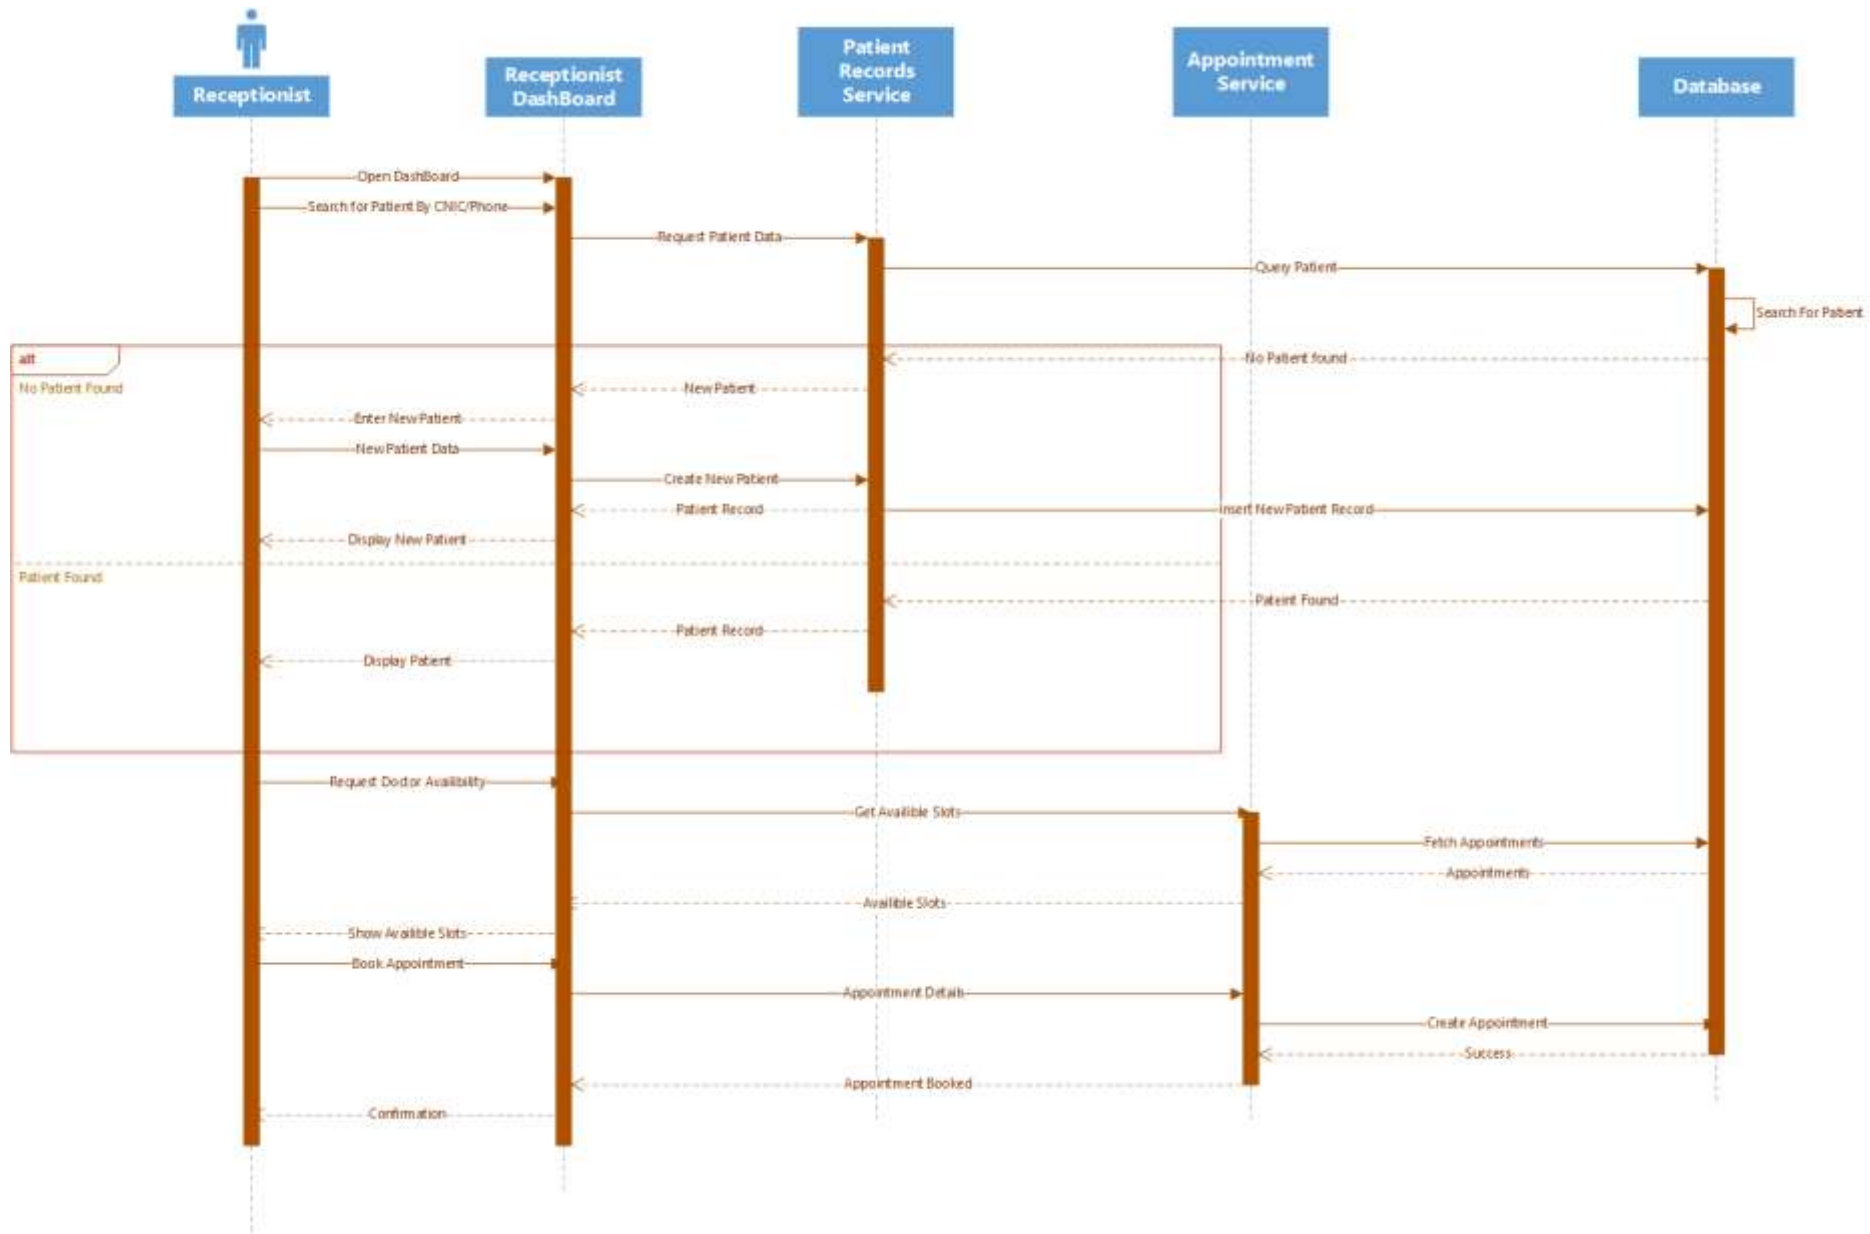 Receptionist
Receptionist
DashBoard
Patient
Records
Service
Appointment
Service
Database
Open DashBoard
Search for Patient By CNIC/Phone
Request Patient Data
Query Patient
Search For Patient
alt
No Patient found
No Patient Found
New Patient
Enter New Patient
New Patient Data
Create New Patient
Patient Record
Insert New Patient Record
Display New Patient
Patient Found
Pateint Found
Patient Record
Display Patient
Request Doctor Availibility
Get Availible Slots
Fetch Appointments
Appointments
Availible Slots
Show Availible Slots
Book Appointment
Appointment Details
Create Appointment
Success
Appointment Booked
Confirmation